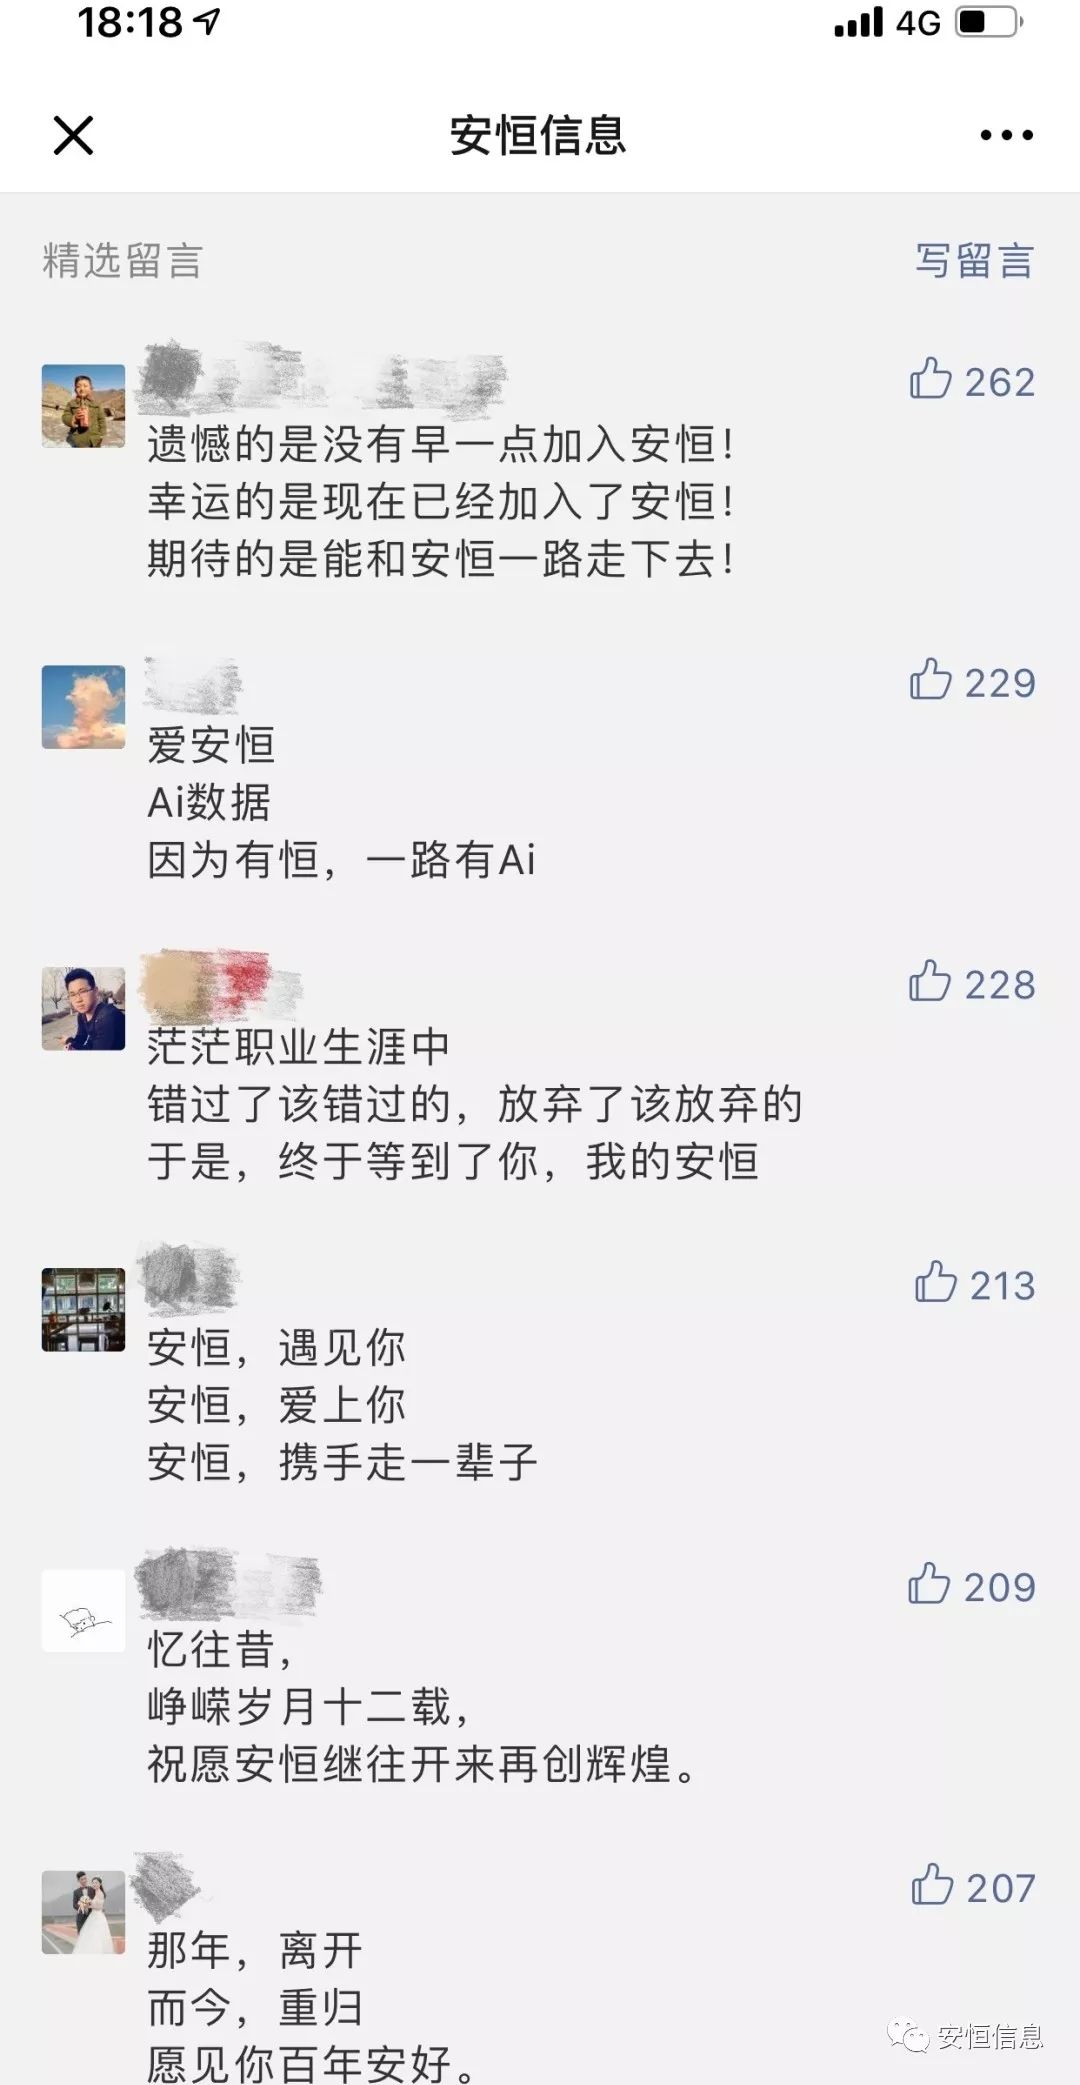 18:18
4G
安恒信息
精选留言
写留言
262
遗憾的是没有早一点加入安恒！
幸运的是现在已经加入了安恒！
期待的是能和安恒一路走下去！
229
爱安恒
Ai数据
因为有恒，一路有Ai
228
茫茫职业生涯中
错过了该错过的，放弃了该放弃的
于是，终于等到了你，我的安恒
213
安恒，遇见你
安恒，爱上你
安恒，携手走一辈子
209
忆往昔，
峥嵘岁月十二载，
祝愿安恒继往开来再创辉煌。
207
那年，离开
而今，重归
愿见你百年安好。
安恒信息